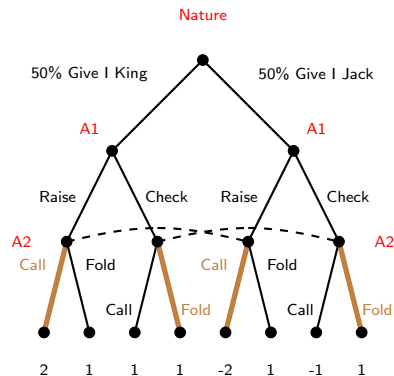 Nature
50% Give I King
50% Give I Jack
A1
A1
Raise
Check
Raise
Check
A2
A2
Call
Fold
Call
Fold
Call
Fold
Call
Fold
2
1
1
1
-2
1
-1
1